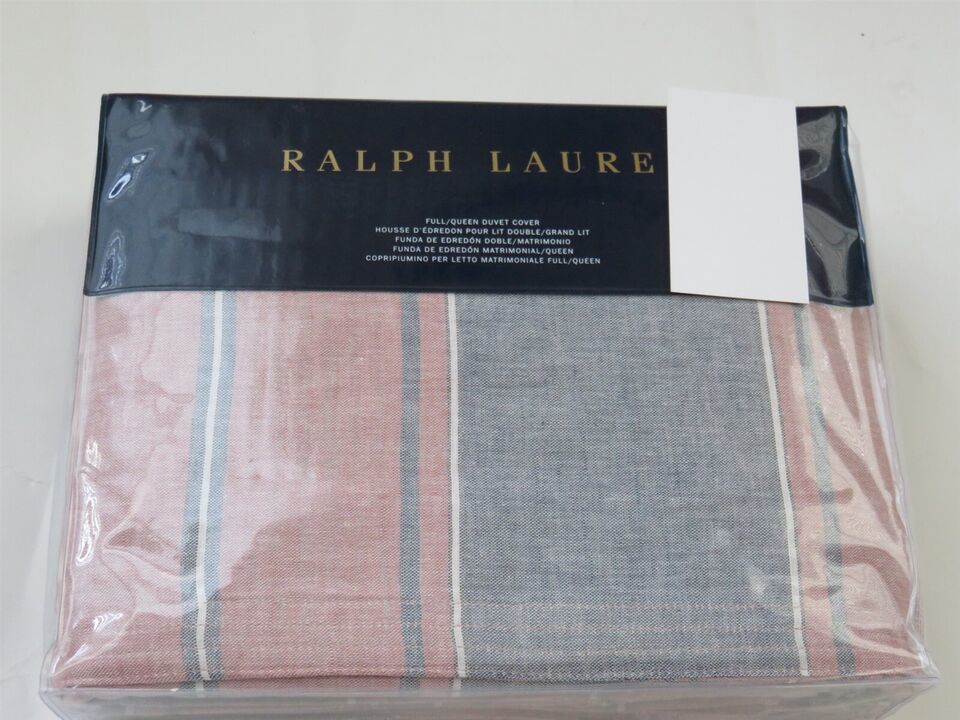 RALPH LAURE
FULL/QUEEN DUVET COVER
HOUSSE D'ÉDREDON POUR LIT DOUBLE/GRAND LIT
FUNDA DE EDREDÓN DOBLE/MATRIMONIO
FUNDA DE EDREDÓN MATRIMONIAL/QUEEN
COPRIPIUMINO PER LETTO MATRIMONIALE FULL/QUEEN